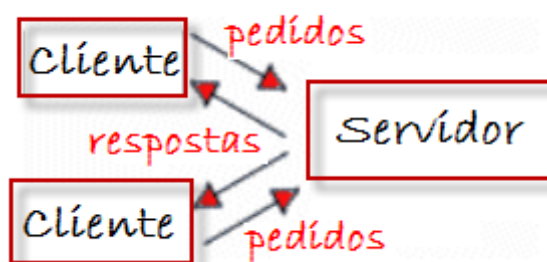 pedidos
Cliente
Servidor
respostas
Cliente
pedidos